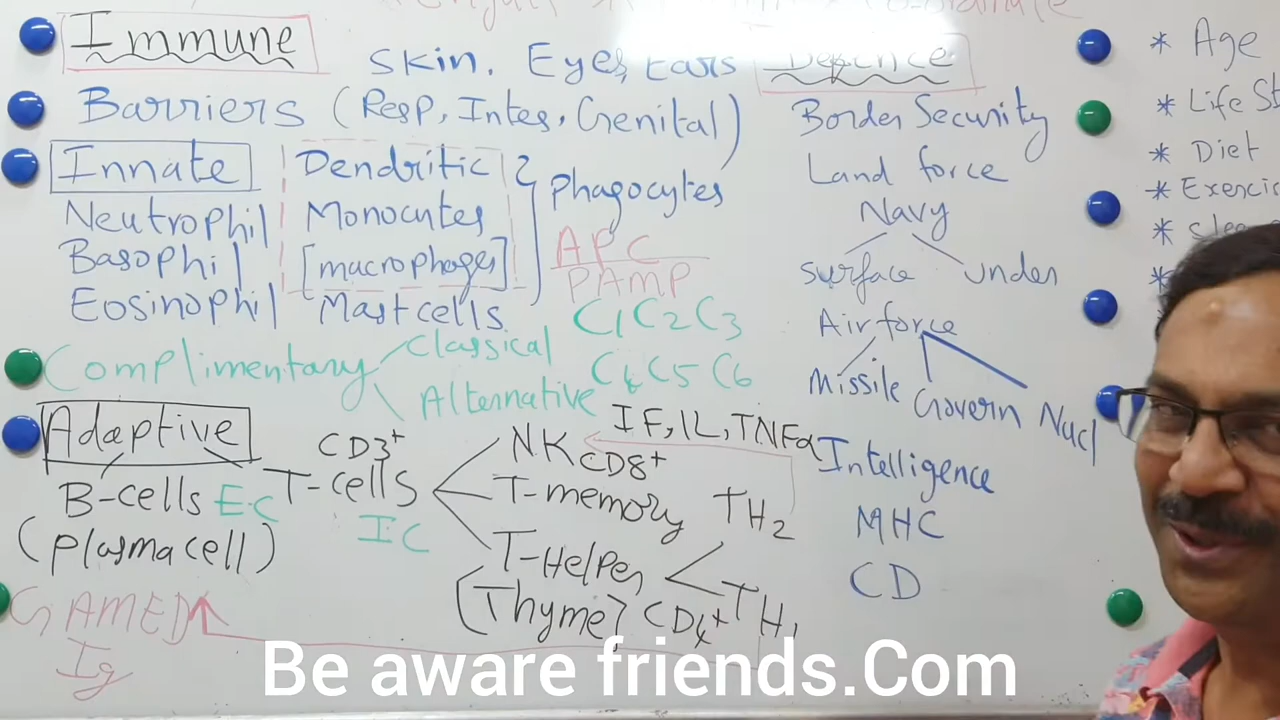 Immune
Skin. Eyes, Ears
Defence
Barriers (Resp, Intes, Genital)
Border Security
Innate
Dendritic
Phagocytes
Land force
Neutrophil
Monocytes
Navy
Basophil
[macrophages]
APC
PAMP
surface under
Eosinophil
Mast cells
C1 C2 C3
Air force
Complimentary
Classical
Alternative
C4 C5 C6
Missile Govern Nucl
Adaptive
CD3+
NK
IF, IL, TNFα
Intelligence
B-cells E.C
T-cells
CD8+
T-memory
TH2
MHC
(plasma cell)
IC
T-Helper
CD
(Thyme) CD4+ TH1
GAMED
Ig
* Age
* Life St
* Diet
* Exercis
* slee
Be aware friends.Com